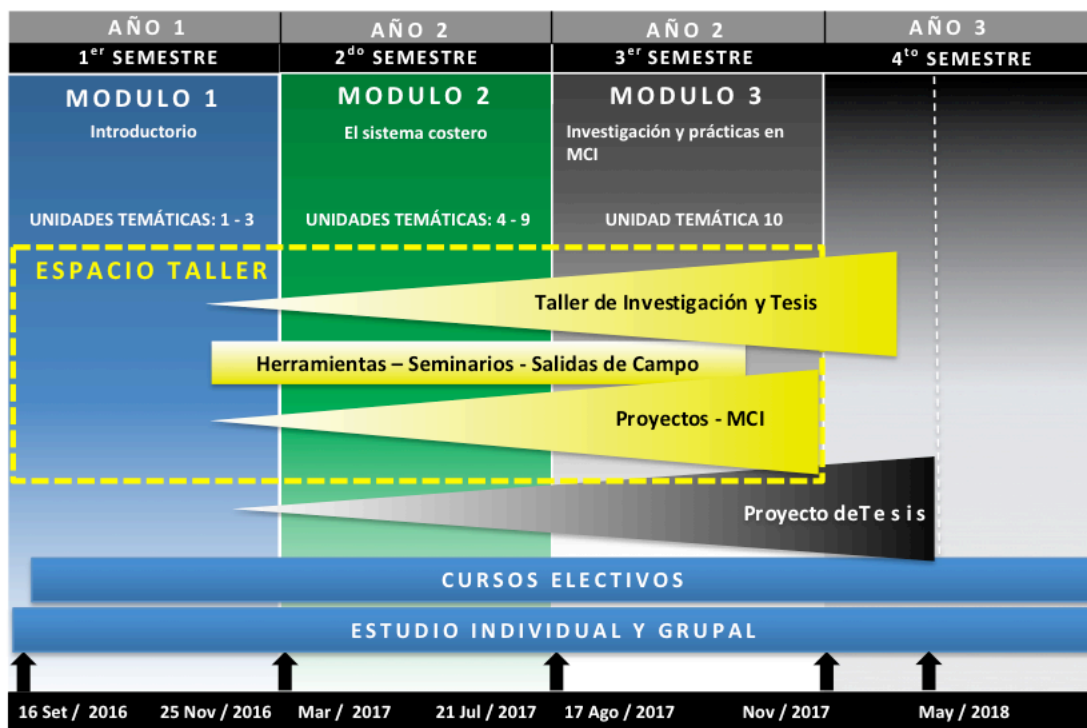 AÑO 1 AÑO 2 AÑO 2 AÑO 3
1er SEMESTRE 2do SEMESTRE 3er SEMESTRE 4to SEMESTRE
MODULO 1
Introductorio
UNIDADES TEMÁTICAS: 1 - 3
MODULO 2
El sistema costero
UNIDADES TEMÁTICAS: 4 - 9
MODULO 3
Investigación y prácticas en
MCI
UNIDAD TEMÁTICA 10
ESPACIO TALLER
Taller de Investigación y Tesis
Herramientas – Seminarios - Salidas de Campo
Proyectos - MCI
Proyecto deT e s i s
CURSOS ELECTIVOS
ESTUDIO INDIVIDUAL Y GRUPAL
16 Set / 2016 25 Nov / 2016 Mar / 2017 21 Jul / 2017 17 Ago / 2017 Nov / 2017 May / 2018